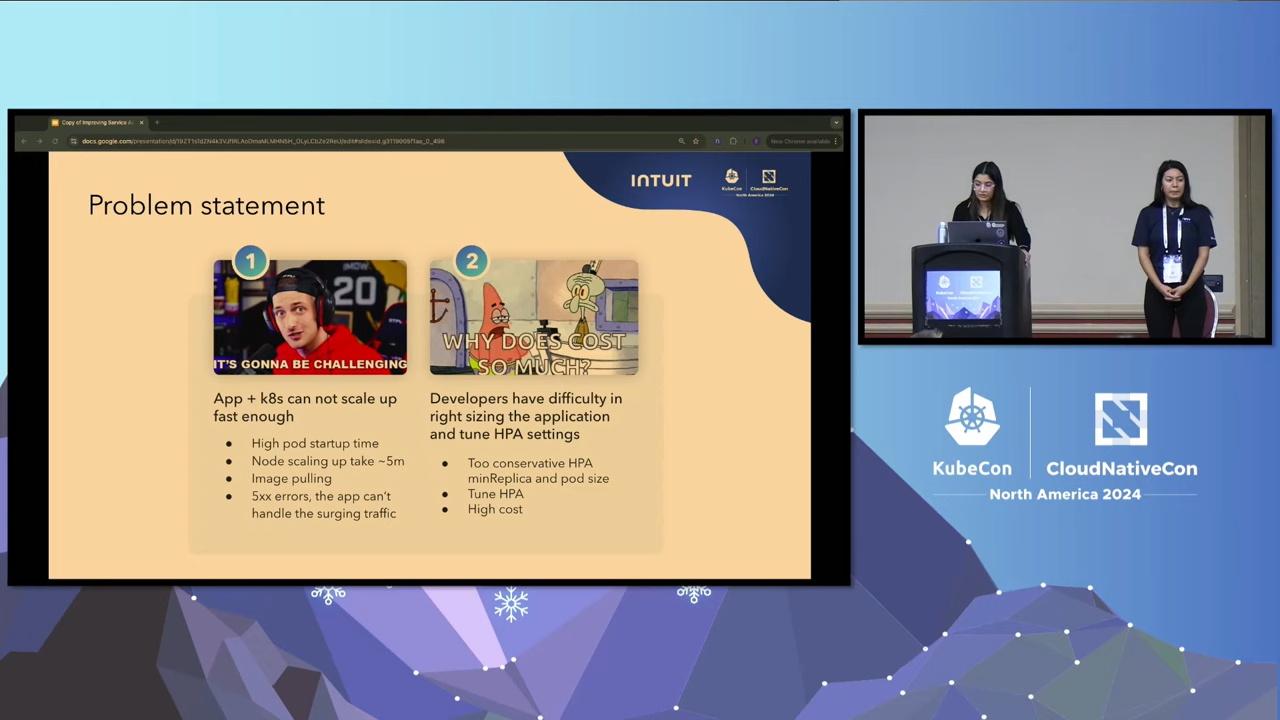 Copy of Improving Service A
New Chrome available
INTUIT
KubeCon
CloudNativeCon
North America 2024
Problem statement
1
20
IT'S GONNA BE CHALLENGING
App + k8s can not scale up
fast enough
● High pod startup time
● Node scaling up take ~5m
● Image pulling
● 5xx errors, the app can't
handle the surging traffic
2
WHY DOES COST
SO MUCH?
Developers have difficulty in
right sizing the application
and tune HPA settings
● Too conservative HPA
minReplica and pod size
● Tune HPA
● High cost
KubeCon
CloudNativeCon
North America 2024